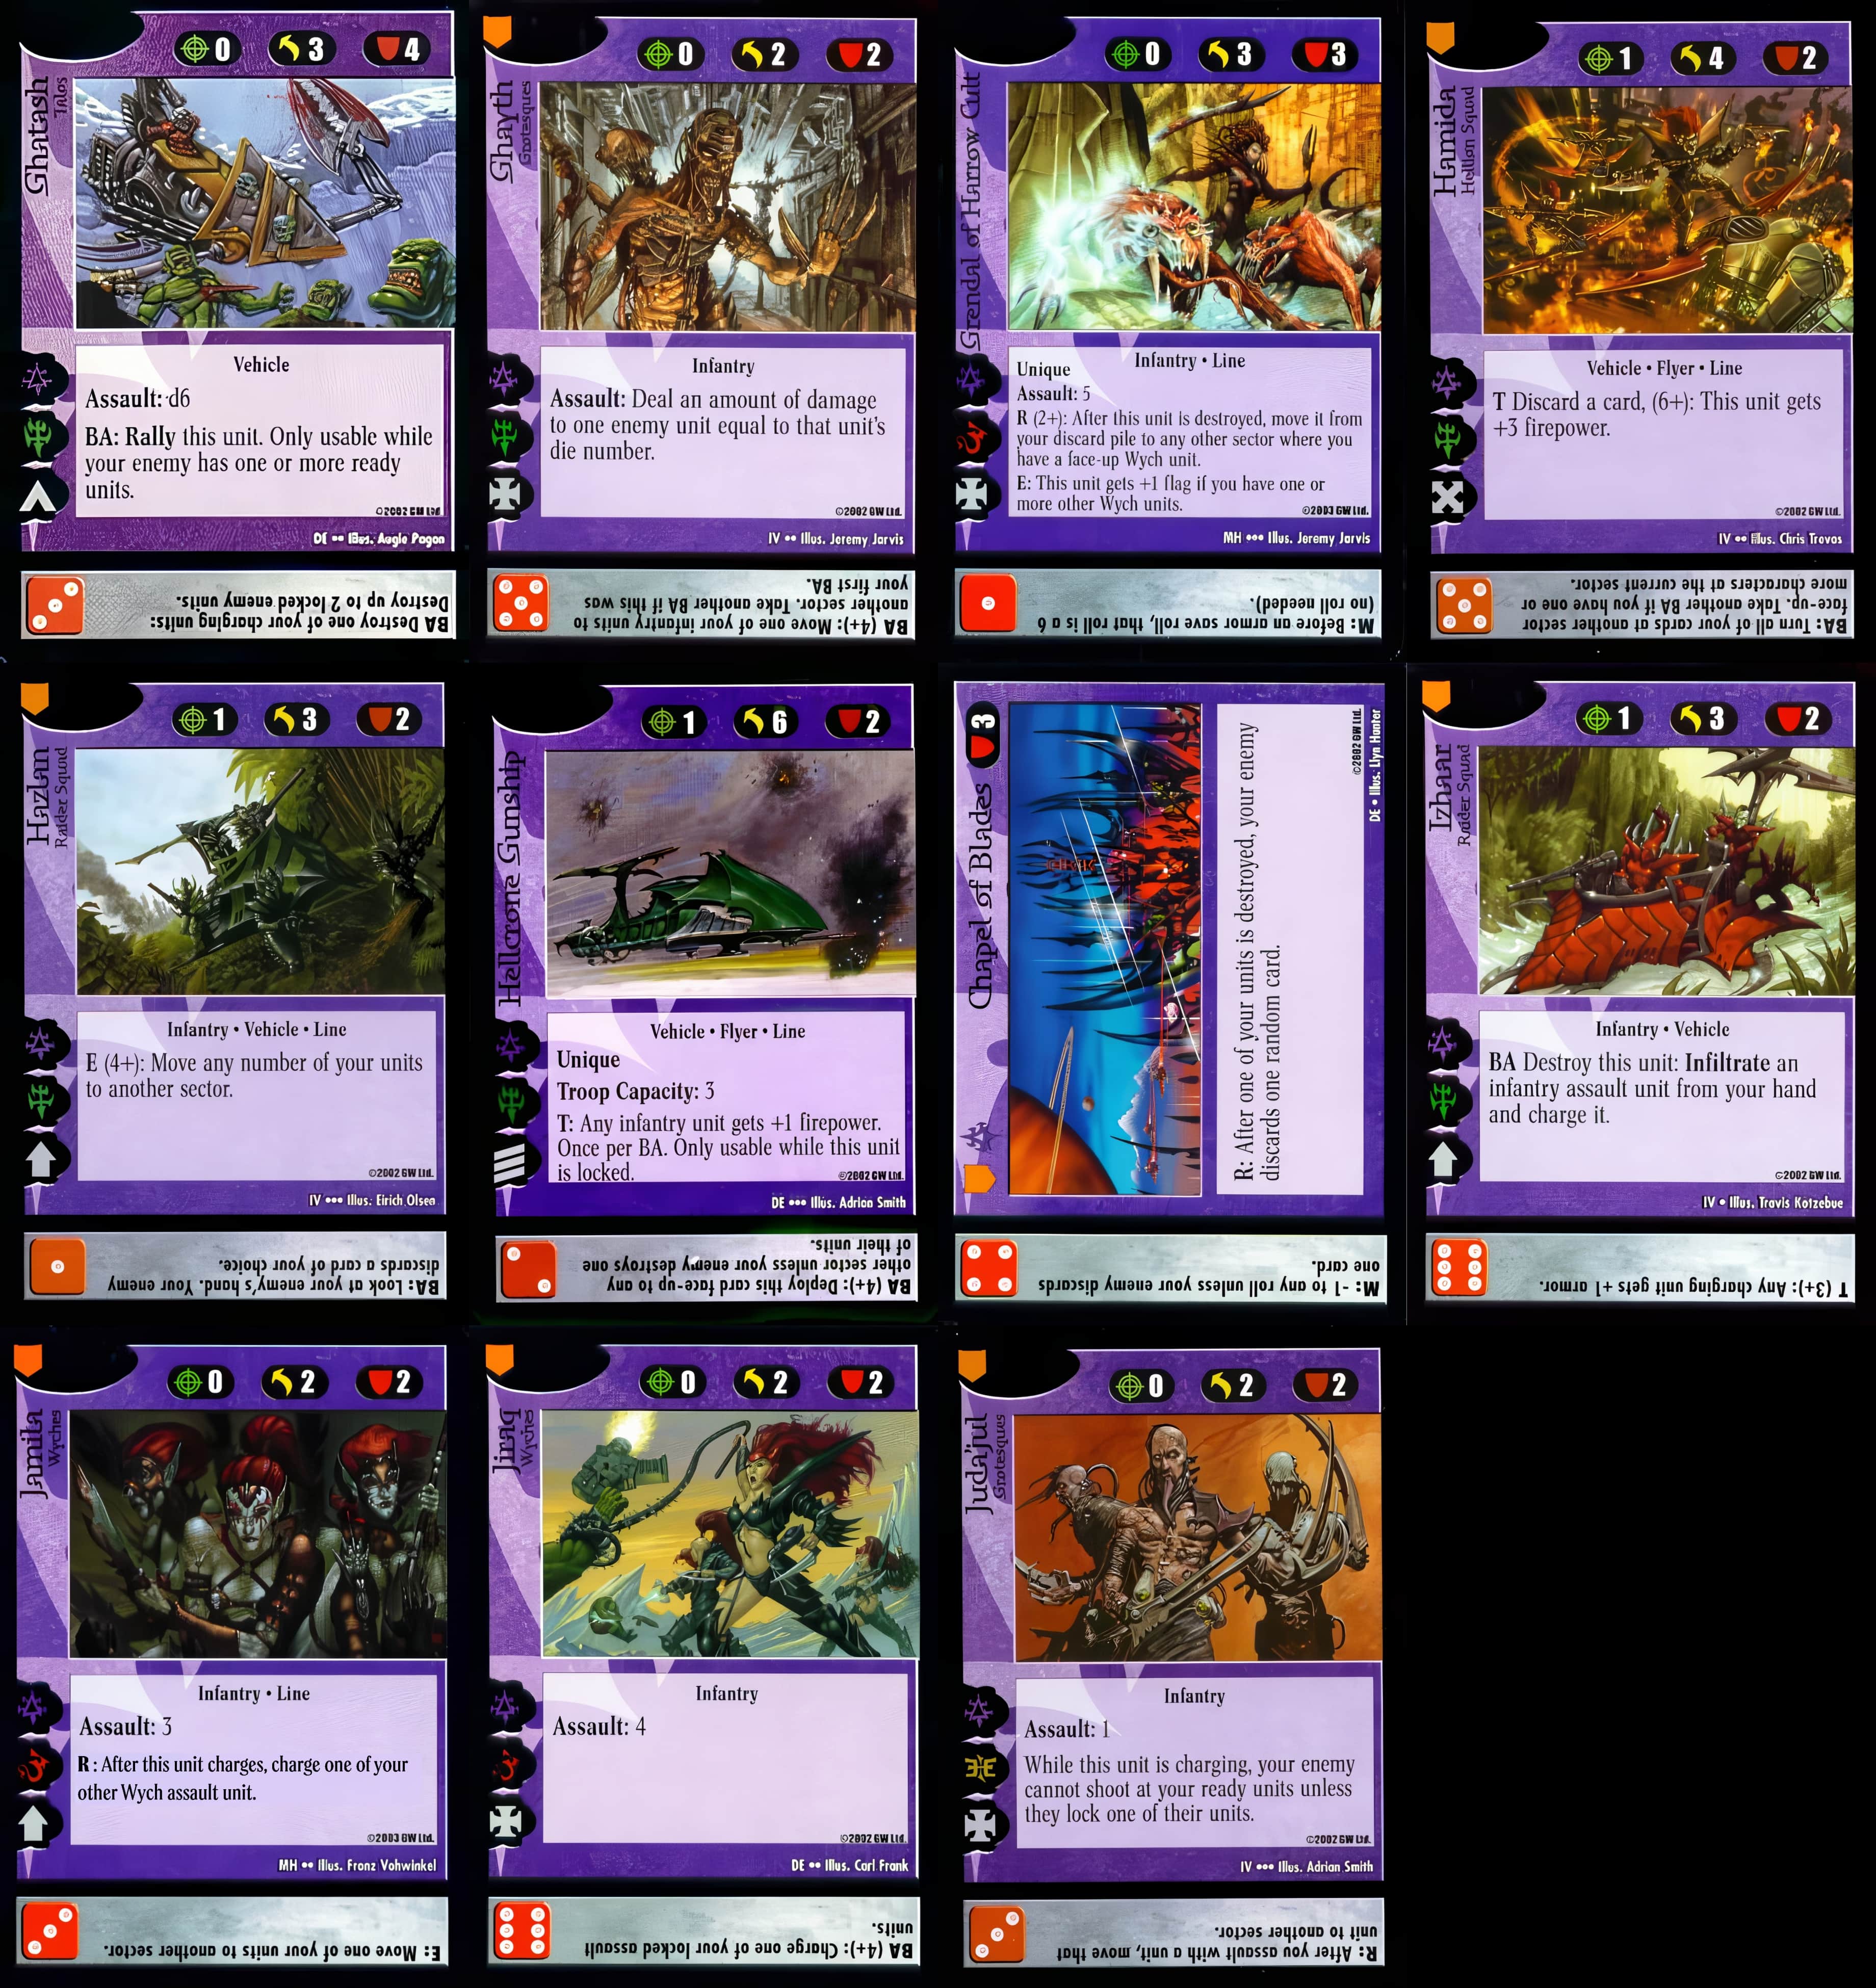 0 3 4
Ghatash
Talos
Vehicle
Assault: d6
BA: Rally this unit. Only usable while
your enemy has one or more ready
units.
©2002 GW Ltd.
DE •• Illus. Angle Pagon
BA Destroy one of your charging units:
Destroy up to 2 locked enemy units.
0 2 2
Ghayth
Grotesques
Infantry
Assault: Deal an amount of damage
to one enemy unit equal to that unit's
die number.
©2002 GW Ltd.
IV •• Illus. Jeremy Jarvis
BA (4+): Move one of your infantry units to
another sector. Take another BA if this was
your first BA.
0 3 3
Grendal of Harrow Cult
Infantry • Line
Unique
Assault: 5
R (2+): After this unit is destroyed, move it from
your discard pile to any other sector where you
have a face-up Wych unit.
E: This unit gets +1 flag if you have one or
more other Wych units.
©2003 GW Ltd.
MH ••• Illus. Jeremy Jarvis
M: Before an armor save roll, that roll is a 6
(no roll needed).
1 4 2
Hamida
Hellion Squad
Vehicle • Flyer • Line
T Discard a card, (6+): This unit gets
+3 firepower.
©2002 GW Ltd.
IV •• Illus. Chris Trevas
BA: Turn all of your cards at another sector
face-up. Take another BA if you have one or
more characters at the current sector.
1 3 2
Hazlan
Raider Squad
Infantry • Vehicle • Line
E (4+): Move any number of your units
to another sector.
©2002 GW Ltd.
IV ••• Illus. Eirich Olsen
BA: Look at your enemy's hand. Your enemy
discards a card of your choice.
1 6 2
Hellcrone Gunship
Vehicle • Flyer • Line
Unique
Troop Capacity: 3
T: Any infantry unit gets +1 firepower.
Once per BA. Only usable while this unit
is locked.
©2002 GW Ltd.
DE ••• Illus. Adrian Smith
BA (4+): Deploy this card face-up to any
other sector unless your enemy destroys one
of their units.
3
Chapel of Blades
R: After one of your units is destroyed, your enemy
discards one random card.
©2002 GW Ltd.
DE • Illus. Llyn Hunter
M: -1 to any roll unless your enemy discards
one card.
1 3 2
Izhaar
Raider Squad
Infantry • Vehicle
BA Destroy this unit: Infiltrate an
infantry assault unit from your hand
and charge it.
©2002 GW Ltd.
IV • Illus. Travis Kotzebue
T (3+): Any charging unit gets +1 armor.
0 2 2
Jamila
Wyches
Infantry • Line
Assault: 3
R : After this unit charges, charge one of your
other Wych assault unit.
©2003 GW Ltd.
MH •• Illus. Franz Vohwinkel
E: Move one of your units to another sector.
0 2 2
Jinaq
Wyches
Infantry
Assault: 4
©2002 GW Ltd.
DE •• Illus. Carl Frank
BA (4+): Charge one of your locked assault
units.
0 2 2
Juda'jul
Grotesques
Infantry
Assault: 1
While this unit is charging, your enemy
cannot shoot at your ready units unless
they lock one of their units.
©2002 GW Ltd.
IV ••• Illus. Adrian Smith
R: After you assault with a unit, move that
unit to another sector.